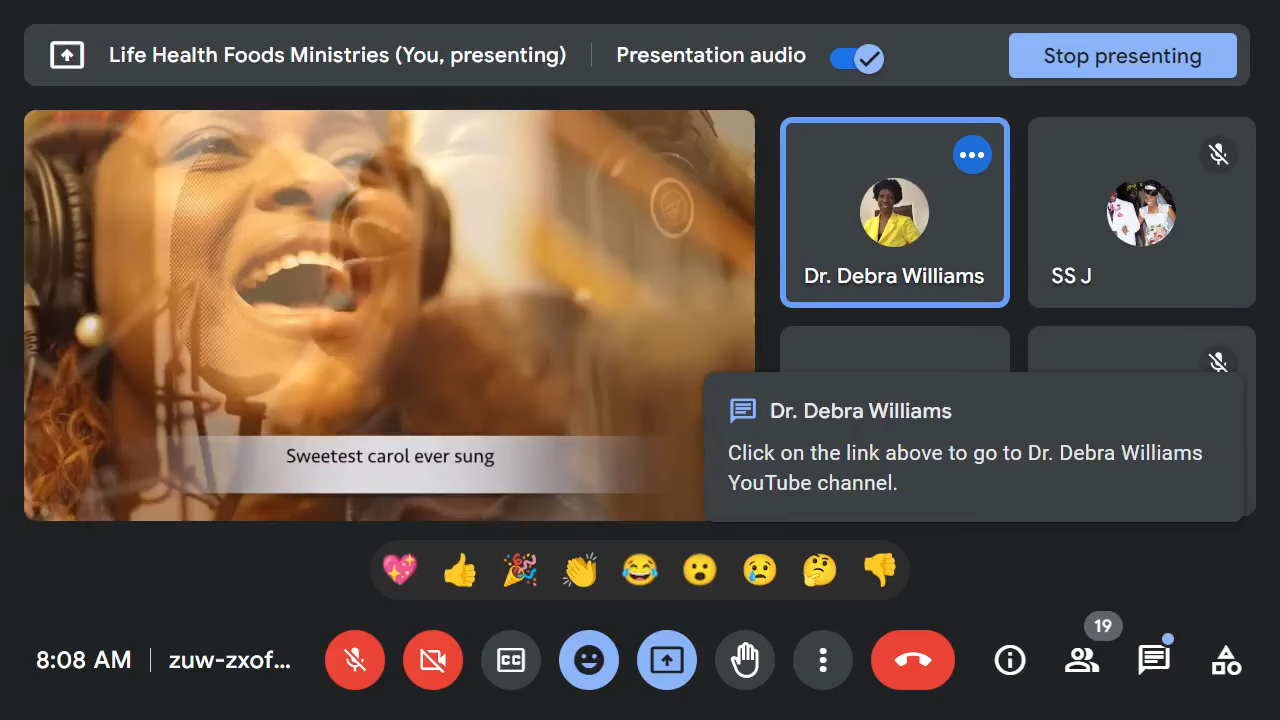 Life Health Foods Ministries (You, presenting)
Presentation audio
Stop presenting
Dr. Debra Williams
SS J
Dr. Debra Williams
Click on the link above to go to Dr. Debra Williams
YouTube channel.
Sweetest carol ever sung
8:08 AM
zuw-zxof...
CC
19